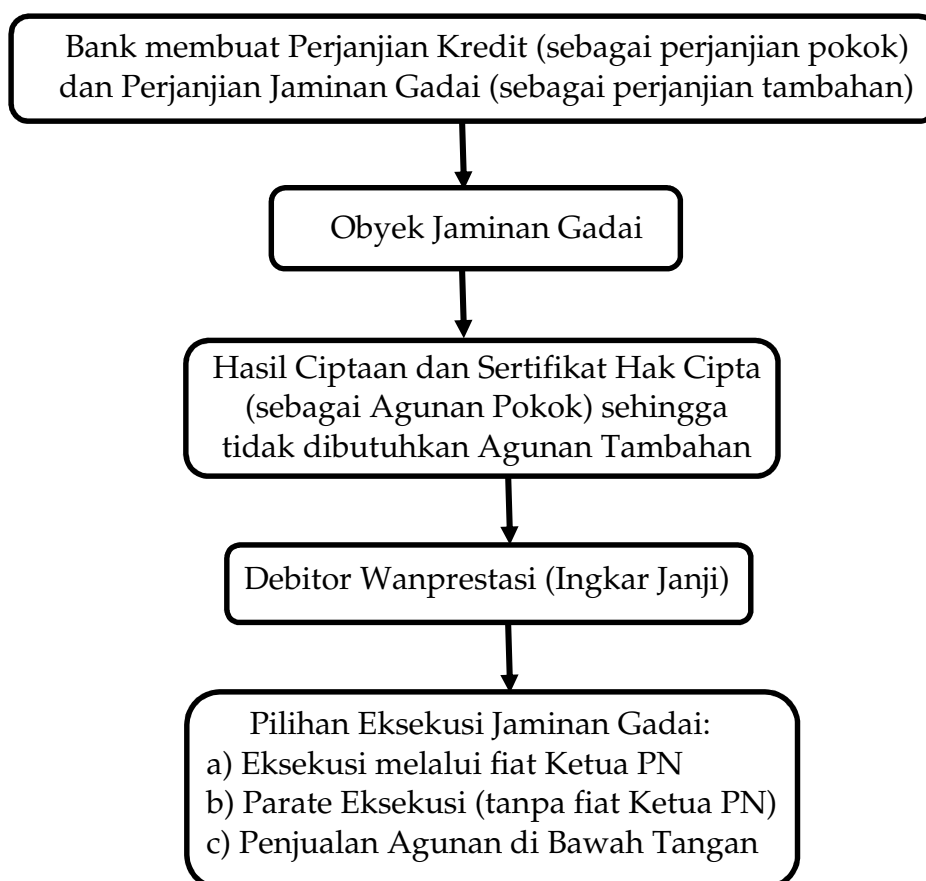 Bank membuat Perjanjian Kredit (sebagai perjanjian pokok)
dan Perjanjian Jaminan Gadai (sebagai perjanjian tambahan)
Obyek Jaminan Gadai
Hasil Ciptaan dan Sertifikat Hak Cipta
(sebagai Agunan Pokok) sehingga
tidak dibutuhkan Agunan Tambahan
Debitor Wanprestasi (Ingkar Janji)
Pilihan Eksekusi Jaminan Gadai:
a) Eksekusi melalui fiat Ketua PN
b) Parate Eksekusi (tanpa fiat Ketua PN)
c) Penjualan Agunan di Bawah Tangan